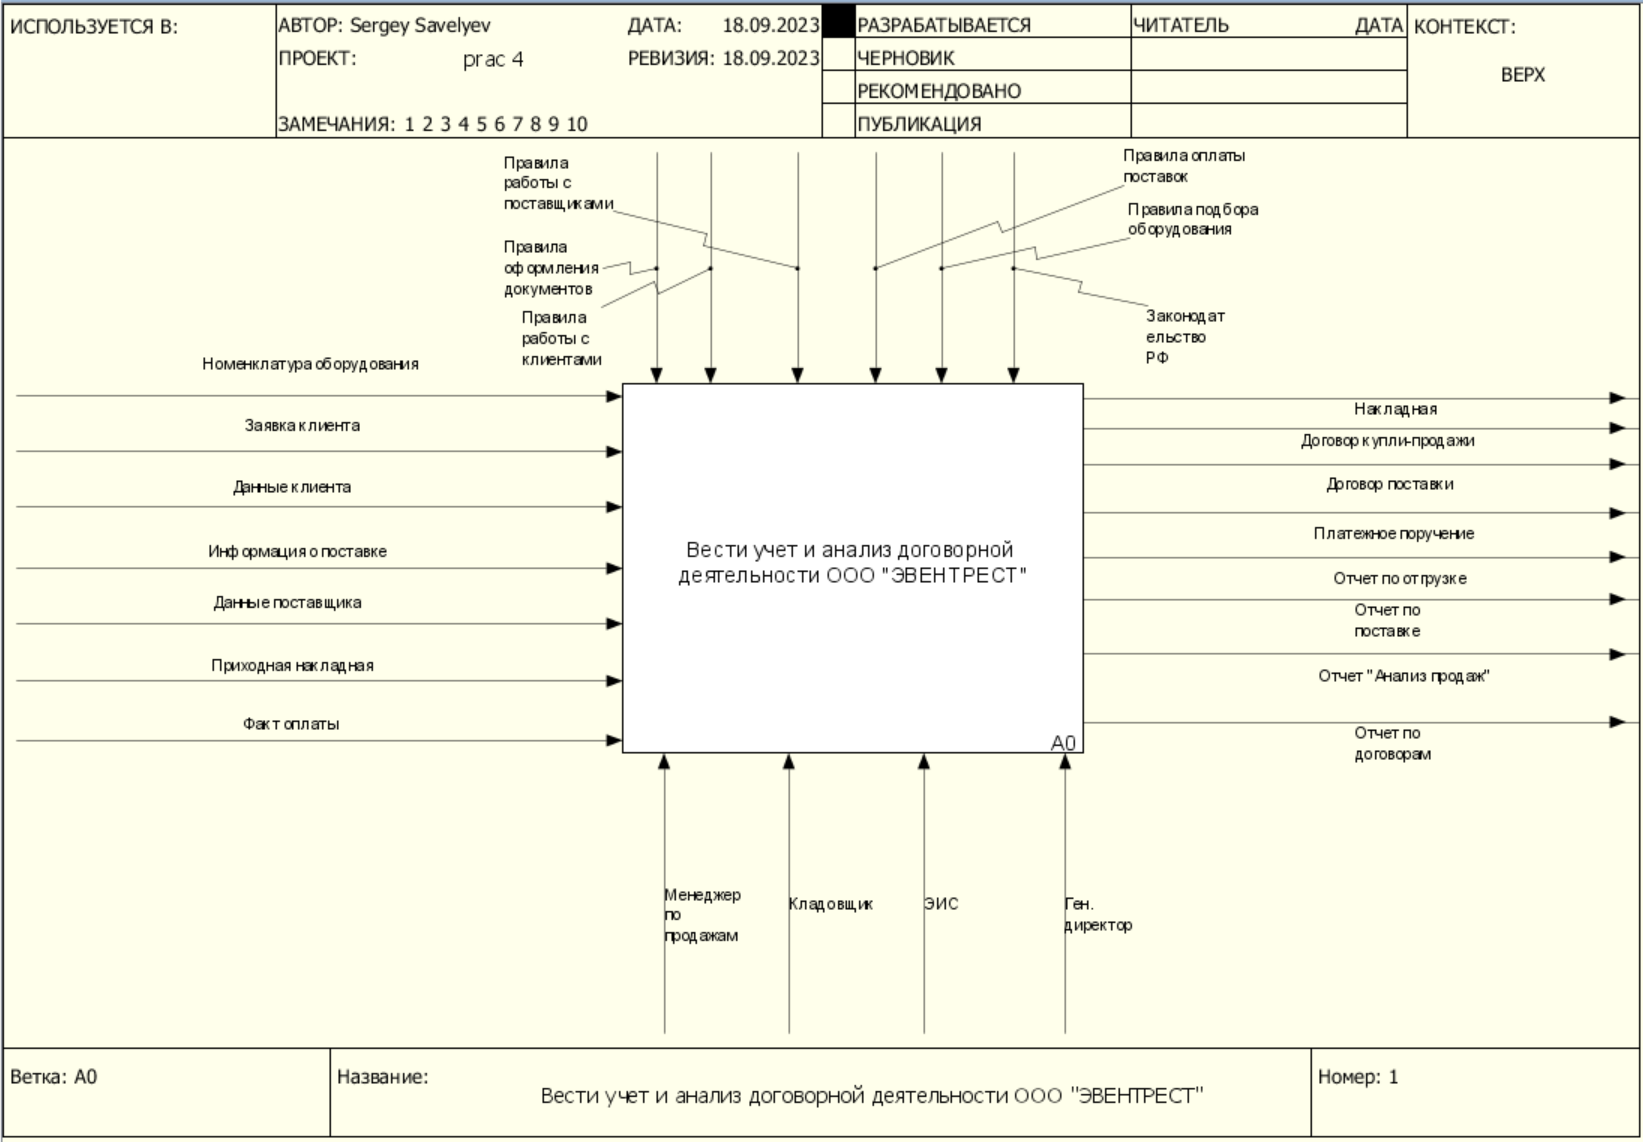 ИСПОЛЬЗУЕТСЯ В:
АВТОР: Sergey Savelyev
ДАТА: 18.09.2023
ПРОЕКТ: prac 4
РЕВИЗИЯ: 18.09.2023
ЗАМЕЧАНИЯ: 1 2 3 4 5 6 7 8 9 10
РАЗРАБАТЫВАЕТСЯ
ЧЕРНОВИК
РЕКОМЕНДОВАНО
ПУБЛИКАЦИЯ
ЧИТАТЕЛЬ
ДАТА
КОНТЕКСТ:
ВЕРХ
Правила
работы с
поставщиками
Правила
оформления
документов
Правила
работы с
клиентами
Правила оплаты
поставок
Правила подбора
оборудования
Законодат
ельство
РФ
Номенклатура оборудования
Заявка клиента
Данные клиента
Информация о поставке
Данные поставщика
Приходная накладная
Факт оплаты
Вести учет и анализ договорной
деятельности ООО "ЭВЕНТРЕСТ"
A0
Накладная
Договор купли-продажи
Договор поставки
Платежное поручение
Отчет по отгрузке
Отчет по
поставке
Отчет "Анализ продаж"
Отчет по
договорам
Менеджер
по
продажам
Кладовщик
ЭИС
Ген.
директор
Ветка: A0
Название:
Вести учет и анализ договорной деятельности ООО "ЭВЕНТРЕСТ"
Номер: 1